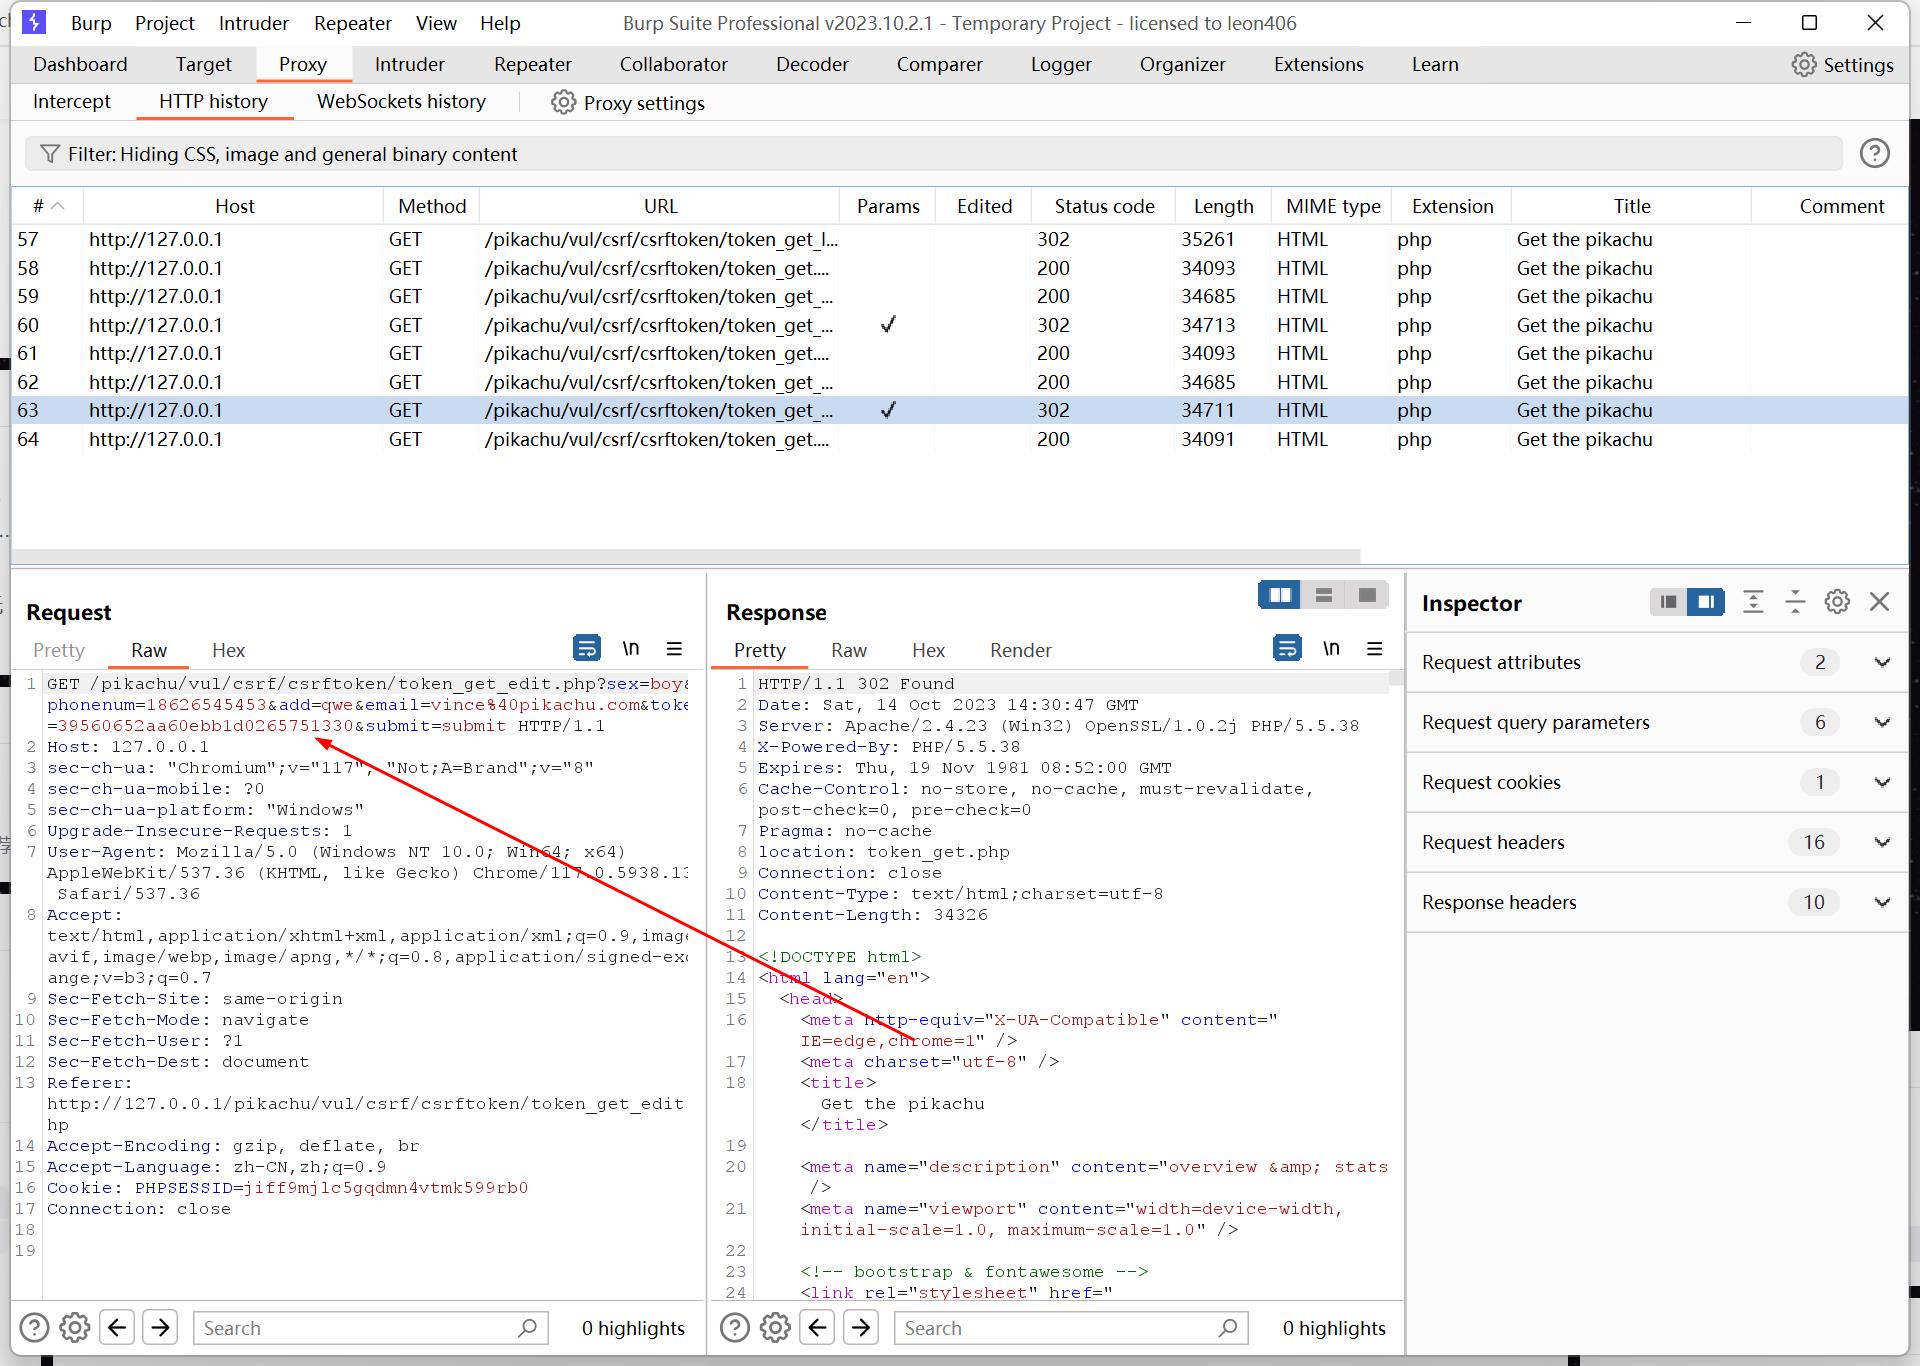 Burp Project Intruder Repeater View Help Burp Suite Professional v2023.10.2.1 - Temporary Project - licensed to leon406
Dashboard Target Proxy Intruder Repeater Collaborator Decoder Comparer Logger Organizer Extensions Learn Settings
Intercept HTTP history WebSockets history Proxy settings
Filter: Hiding CSS, image and general binary content
# Host Method URL Params Edited Status code Length MIME type Extension Title Comment
57 http://127.0.0.1 GET /pikachu/vul/csrf/csrftoken/token_get_l... 302 35261 HTML php Get the pikachu
58 http://127.0.0.1 GET /pikachu/vul/csrf/csrftoken/token_get.... 200 34093 HTML php Get the pikachu
59 http://127.0.0.1 GET /pikachu/vul/csrf/csrftoken/token_get_... 200 34685 HTML php Get the pikachu
60 http://127.0.0.1 GET /pikachu/vul/csrf/csrftoken/token_get_... ✓ 302 34713 HTML php Get the pikachu
61 http://127.0.0.1 GET /pikachu/vul/csrf/csrftoken/token_get.... 200 34093 HTML php Get the pikachu
62 http://127.0.0.1 GET /pikachu/vul/csrf/csrftoken/token_get_... 200 34685 HTML php Get the pikachu
63 http://127.0.0.1 GET /pikachu/vul/csrf/csrftoken/token_get_... ✓ 302 34711 HTML php Get the pikachu
64 http://127.0.0.1 GET /pikachu/vul/csrf/csrftoken/token_get.... 200 34091 HTML php Get the pikachu
Request
Pretty Raw Hex \n
1 GET /pikachu/vul/csrf/csrftoken/token_get_edit.php?sex=boy&
phonenum=18626545453&add=qwe&email=vince%40pikachu.com&toke
=39560652aa60ebb1d0265751330&submit=submit HTTP/1.1
2 Host: 127.0.0.1
3 sec-ch-ua: "Chromium";v="117", "Not;A=Brand";v="8"
4 sec-ch-ua-mobile: ?0
5 sec-ch-ua-platform: "Windows"
6 Upgrade-Insecure-Requests: 1
7 User-Agent: Mozilla/5.0 (Windows NT 10.0; Win64; x64)
AppleWebKit/537.36 (KHTML, like Gecko) Chrome/117.0.5938.13
Safari/537.36
8 Accept:
text/html,application/xhtml+xml,application/xml;q=0.9,image
avif,image/webp,image/apng,*/*;q=0.8,application/signed-exc
ange;v=b3;q=0.7
9 Sec-Fetch-Site: same-origin
10 Sec-Fetch-Mode: navigate
11 Sec-Fetch-User: ?1
12 Sec-Fetch-Dest: document
13 Referer:
http://127.0.0.1/pikachu/vul/csrf/csrftoken/token_get_edit
hp
14 Accept-Encoding: gzip, deflate, br
15 Accept-Language: zh-CN,zh;q=0.9
16 Cookie: PHPSESSID=jiff9mjlc5gqdmn4vtmk599rb0
17 Connection: close
18
19
Search 0 highlights
Response
Pretty Raw Hex Render \n
1 HTTP/1.1 302 Found
2 Date: Sat, 14 Oct 2023 14:30:47 GMT
3 Server: Apache/2.4.23 (Win32) OpenSSL/1.0.2j PHP/5.5.38
4 X-Powered-By: PHP/5.5.38
5 Expires: Thu, 19 Nov 1981 08:52:00 GMT
6 Cache-Control: no-store, no-cache, must-revalidate,
post-check=0, pre-check=0
7 Pragma: no-cache
8 location: token_get.php
9 Connection: close
10 Content-Type: text/html;charset=utf-8
11 Content-Length: 34326
12
13 <!DOCTYPE html>
14 <html lang="en">
15 <head>
16 <meta http-equiv="X-UA-Compatible" content="
IE=edge,chrome=1" />
17 <meta charset="utf-8" />
18 <title>
Get the pikachu
</title>
19
20 <meta name="description" content="overview &amp; stats
/>
21 <meta name="viewport" content="width=device-width,
initial-scale=1.0, maximum-scale=1.0" />
22
23 <!-- bootstrap & fontawesome -->
24 <link rel="stylesheet" href="
Search 0 highlights
Inspector
Request attributes 2
Request query parameters 6
Request cookies 1
Request headers 16
Response headers 10